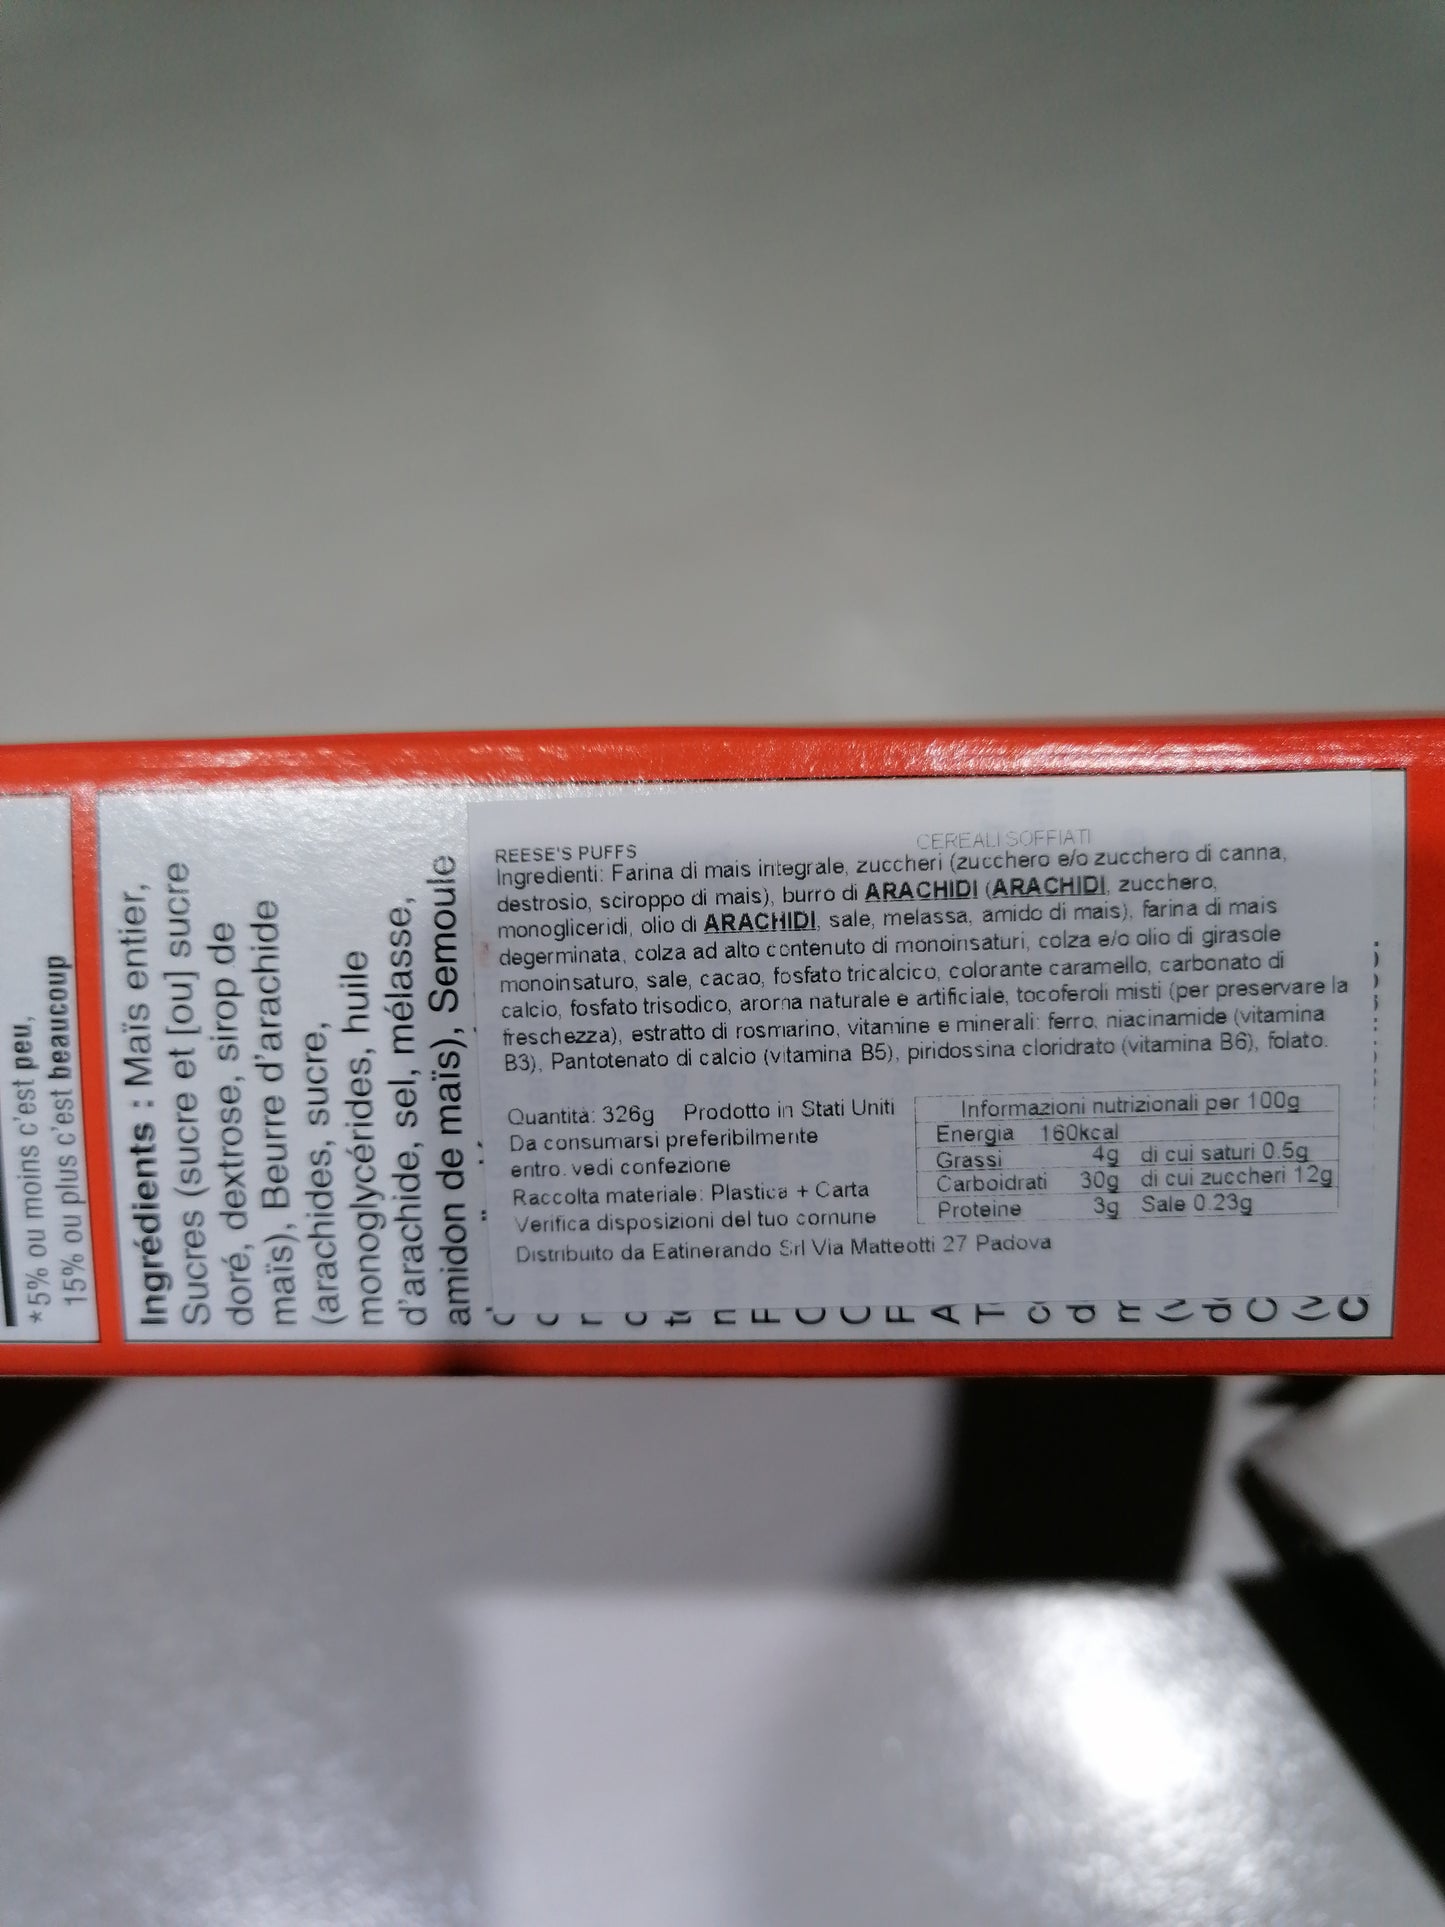 *5% ou moins c'est peu,
15% ou plus c'est beaucoup
Ingrédients : Maïs entier,
Sucres (sucre et [ou] sucre
doré, dextrose, sirop de
maïs), Beurre d'arachide
(arachides, sucre,
monoglycérides, huile
d'arachide, sel, mélasse,
amidon de maïs), Semoule
REESE'S PUFFS
CEREALI SOFFIATI
Ingredienti: Farina di mais integrale, zuccheri (zucchero e/o zucchero di canna,
destrosio, sciroppo di mais), burro di ARACHIDI (ARACHIDI, zucchero,
monogliceridi, olio di ARACHIDI, sale, melassa, amido di mais), farina di mais
degerminata, colza ad alto contenuto di monoinsaturi, colza e/o olio di girasole
monoinsaturo, sale, cacao, fosfato tricalcico, colorante caramello, carbonato di
calcio, fosfato trisodico, aroma naturale e artificiale, tocoferoli misti (per preservare la
freschezza), estratto di rosmarino, vitamine e minerali: ferro, niacinamide (vitamina
B3), Pantotenato di calcio (vitamina B5), piridossina cloridrato (vitamina B6), folato.
Quantità: 326g Prodotto in Stati Uniti
Da consumarsi preferibilmente
entro: vedi confezione
Raccolta materiale: Plastica + Carta
Verifica disposizioni del tuo comune
Distribuito da Eatinerando Srl Via Matteotti 27 Padova
Informazioni nutrizionali per 100g
Energia 160kcal
Grassi 4g di cui saturi 0.5g
Carboidrati 30g di cui zuccheri 12g
Proteine 3g Sale 0.23g